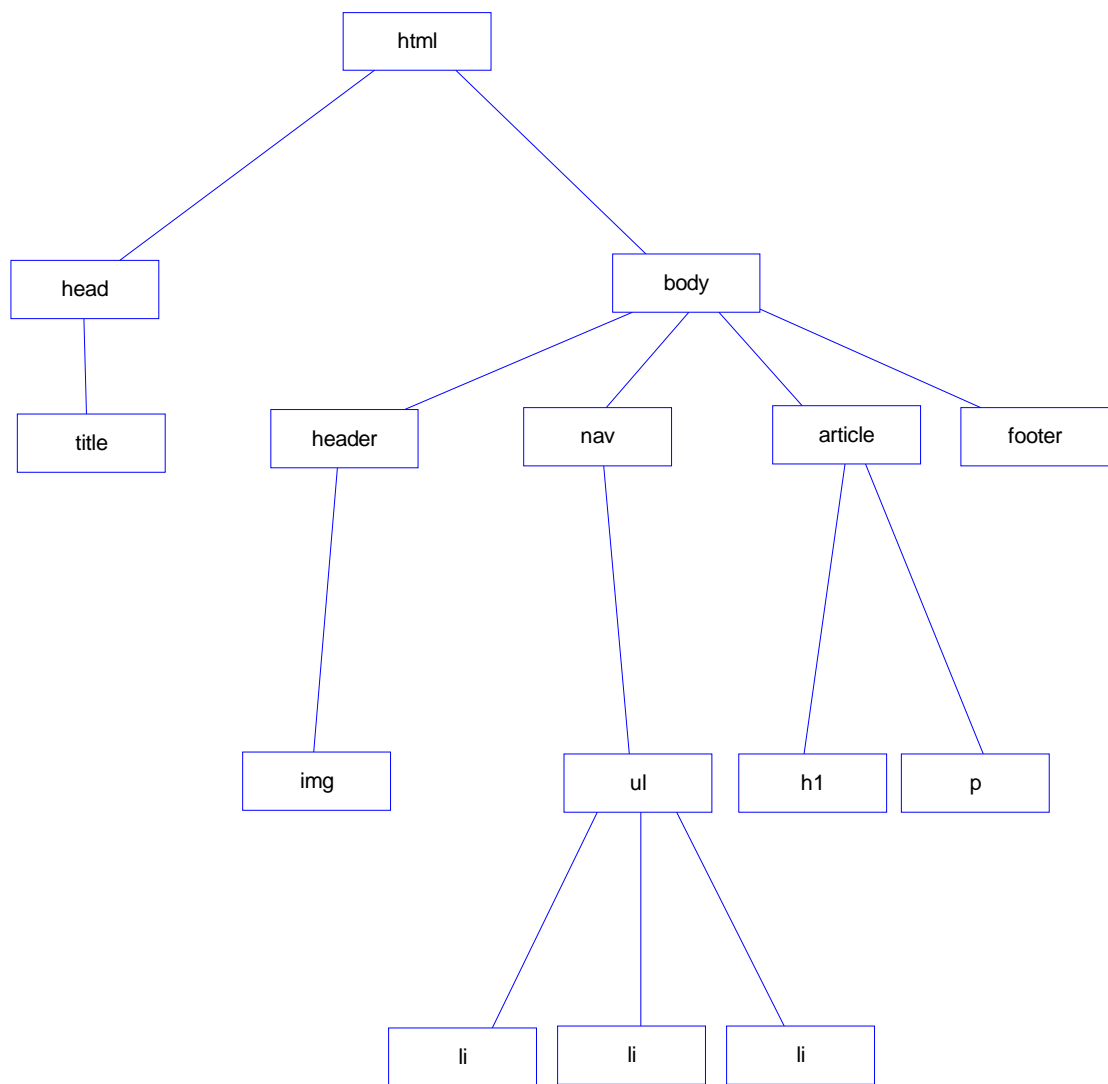 html
head
body
title
header
nav
article
footer
img
ul
h1
p
li
li
li